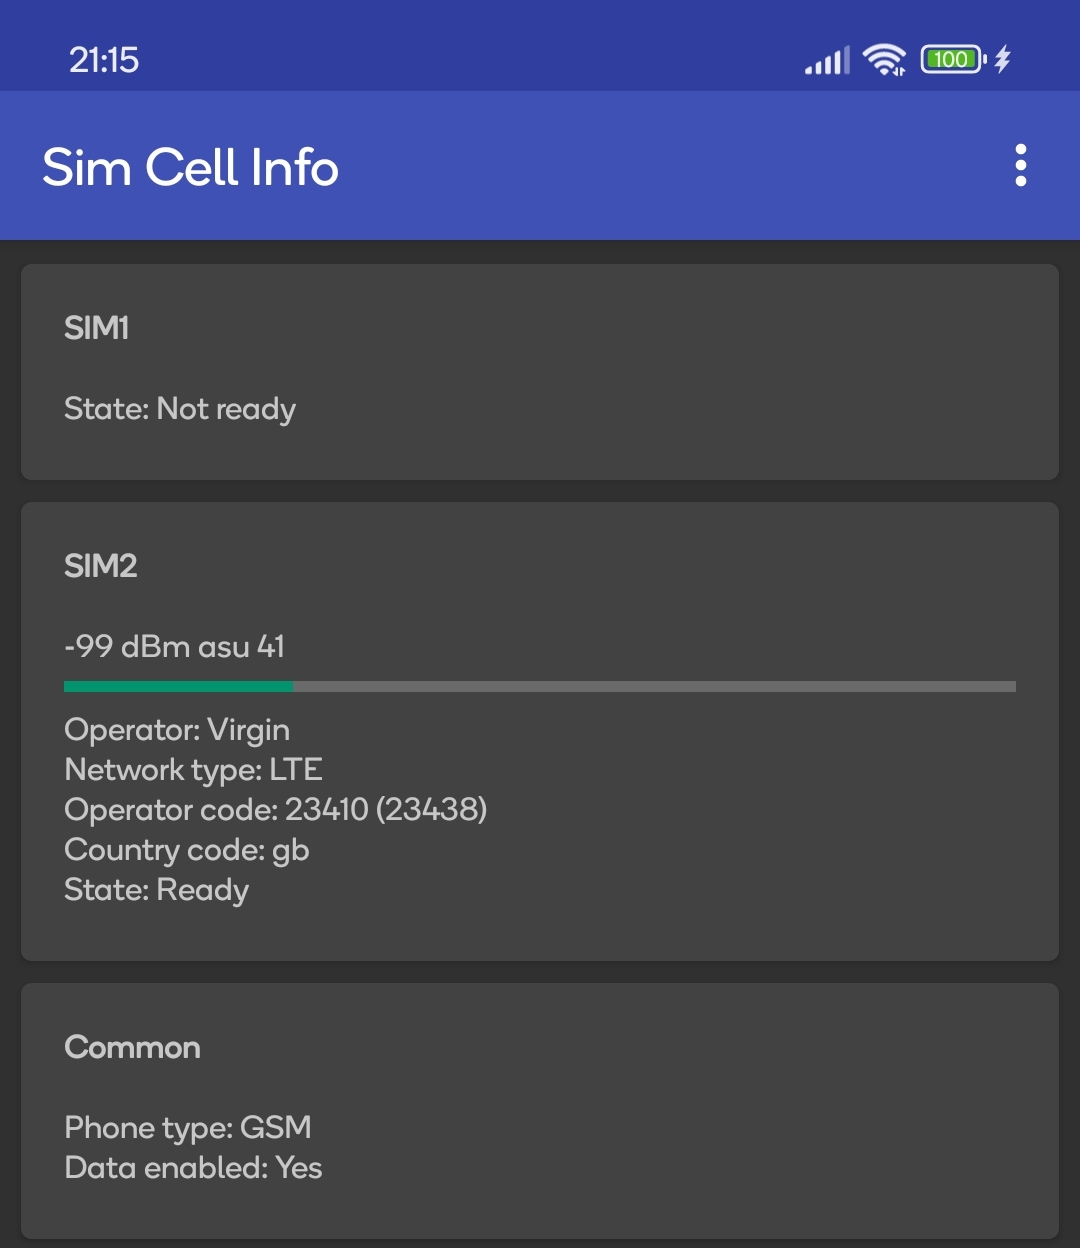 21:15
100
Sim Cell Info
SIM1
State: Not ready
SIM2
-99 dBm asu 41
Operator: Virgin
Network type: LTE
Operator code: 23410 (23438)
Country code: gb
State: Ready
Common
Phone type: GSM
Data enabled: Yes